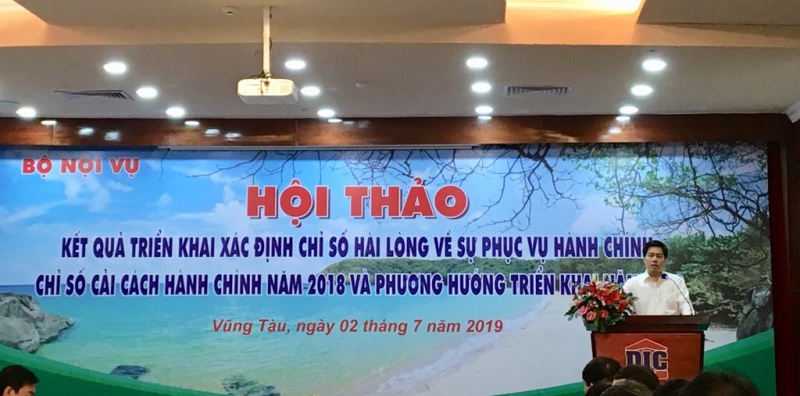 BỘ NỘI VỤ
HỘI THẢO
KẾT QUẢ TRIỂN KHAI XÁC ĐỊNH CHỈ SỐ HÀI LÒNG VỀ SỰ PHỤC VỤ HÀNH CHÍNH
CHỈ SỐ CẢI CÁCH HÀNH CHÍNH NĂM 2018 VÀ PHƯƠNG HƯỚNG TRIỂN KHAI
Vũng Tàu, ngày 02 tháng 7 năm 2019
DIC